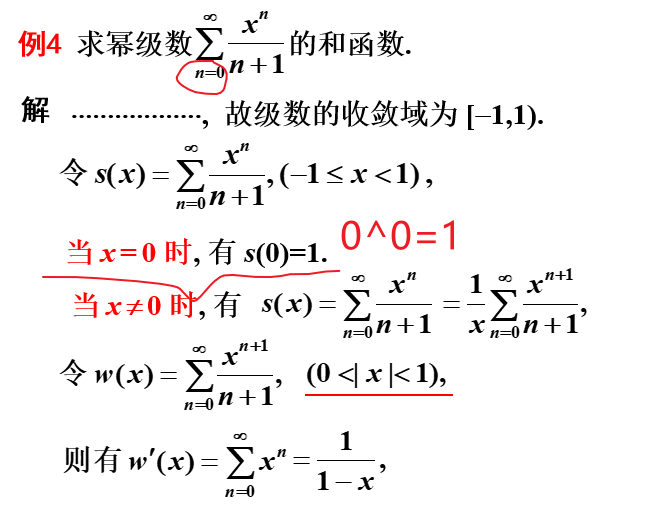 例4 求幂级数 $\sum_{n=0}^{\infty} \frac{x^n}{n+1}$ 的和函数.
解 ..................., 故级数的收敛域为 [–1,1).
令 $s(x) = \sum_{n=0}^{\infty} \frac{x^n}{n+1}, (-1 \le x < 1)$ ,
当 x = 0 时, 有 s(0)=1. 0^0=1
当 x ≠ 0 时, 有 $s(x) = \sum_{n=0}^{\infty} \frac{x^n}{n+1} = \frac{1}{x} \sum_{n=0}^{\infty} \frac{x^{n+1}}{n+1}$,
令 $w(x) = \sum_{n=0}^{\infty} \frac{x^{n+1}}{n+1}$, $(0 <| x |< 1)$,
则有 $w'(x) = \sum_{n=0}^{\infty} x^n = \frac{1}{1-x}$,